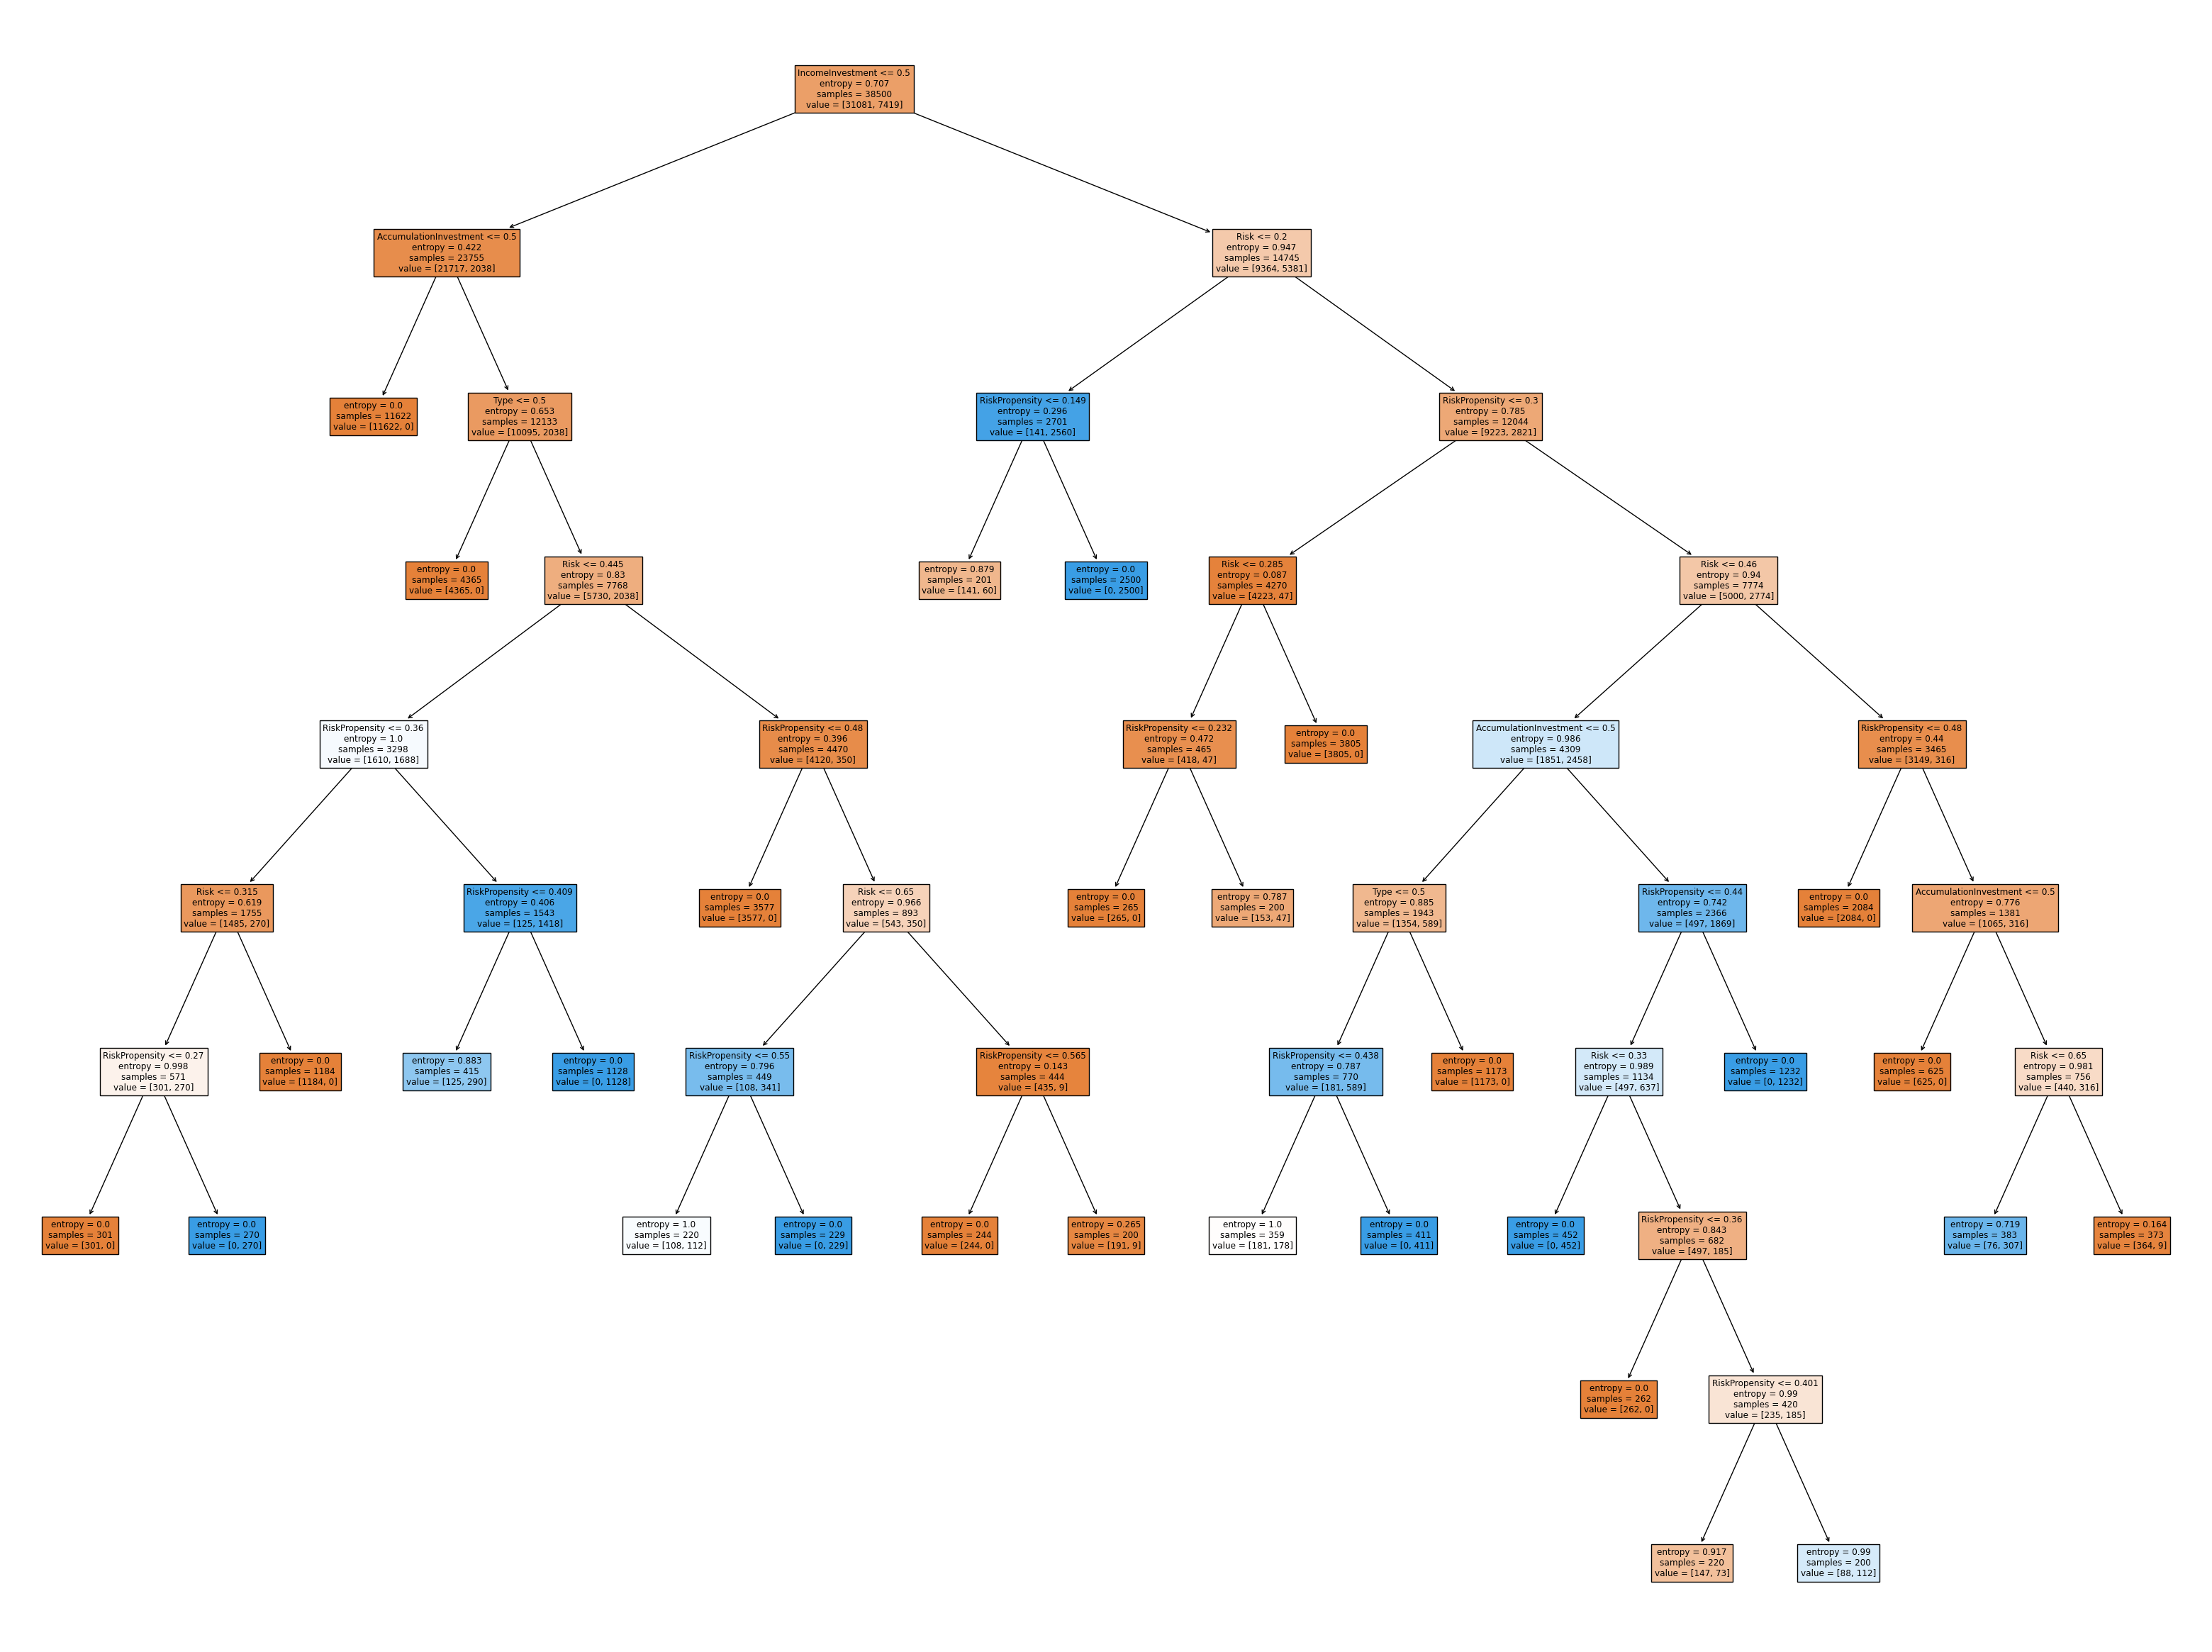 IncomeInvestment <= 0.5
entropy = 0.707
samples = 38500
value = [31081, 7419]
AccumulationInvestment <= 0.5
entropy = 0.422
samples = 23755
value = [21717, 2038]
Risk <= 0.2
entropy = 0.947
samples = 14745
value = [9364, 5381]
entropy = 0.0
samples = 11622
value = [11622, 0]
Type <= 0.5
entropy = 0.653
samples = 12133
value = [10095, 2038]
RiskPropensity <= 0.149
entropy = 0.296
samples = 2701
value = [141, 2560]
RiskPropensity <= 0.3
entropy = 0.785
samples = 12044
value = [9223, 2821]
entropy = 0.0
samples = 4365
value = [4365, 0]
Risk <= 0.445
entropy = 0.83
samples = 7768
value = [5730, 2038]
entropy = 0.879
samples = 201
value = [141, 60]
entropy = 0.0
samples = 2500
value = [0, 2500]
Risk <= 0.285
entropy = 0.087
samples = 4270
value = [4223, 47]
Risk <= 0.46
entropy = 0.94
samples = 7774
value = [5000, 2774]
RiskPropensity <= 0.36
entropy = 1.0
samples = 3298
value = [1610, 1688]
RiskPropensity <= 0.48
entropy = 0.396
samples = 4470
value = [4120, 350]
RiskPropensity <= 0.232
entropy = 0.472
samples = 465
value = [418, 47]
entropy = 0.0
samples = 3805
value = [3805, 0]
AccumulationInvestment <= 0.5
entropy = 0.986
samples = 4309
value = [1851, 2458]
RiskPropensity <= 0.48
entropy = 0.44
samples = 3465
value = [3149, 316]
Risk <= 0.315
entropy = 0.619
samples = 1755
value = [1485, 270]
RiskPropensity <= 0.409
entropy = 0.406
samples = 1543
value = [125, 1418]
entropy = 0.0
samples = 3577
value = [3577, 0]
Risk <= 0.65
entropy = 0.966
samples = 893
value = [543, 350]
entropy = 0.0
samples = 265
value = [265, 0]
entropy = 0.787
samples = 200
value = [153, 47]
Type <= 0.5
entropy = 0.885
samples = 1943
value = [1354, 589]
RiskPropensity <= 0.44
entropy = 0.742
samples = 2366
value = [497, 1869]
entropy = 0.0
samples = 2084
value = [2084, 0]
AccumulationInvestment <= 0.5
entropy = 0.776
samples = 1381
value = [1065, 316]
RiskPropensity <= 0.27
entropy = 0.998
samples = 571
value = [301, 270]
entropy = 0.0
samples = 1184
value = [1184, 0]
entropy = 0.883
samples = 415
value = [125, 290]
entropy = 0.0
samples = 1128
value = [0, 1128]
RiskPropensity <= 0.55
entropy = 0.796
samples = 449
value = [108, 341]
RiskPropensity <= 0.565
entropy = 0.143
samples = 444
value = [435, 9]
RiskPropensity <= 0.438
entropy = 0.787
samples = 770
value = [181, 589]
entropy = 0.0
samples = 1173
value = [1173, 0]
Risk <= 0.33
entropy = 0.989
samples = 1134
value = [497, 637]
entropy = 0.0
samples = 1232
value = [0, 1232]
entropy = 0.0
samples = 625
value = [625, 0]
Risk <= 0.65
entropy = 0.981
samples = 756
value = [440, 316]
entropy = 0.0
samples = 301
value = [301, 0]
entropy = 0.0
samples = 270
value = [0, 270]
entropy = 1.0
samples = 220
value = [108, 112]
entropy = 0.0
samples = 229
value = [0, 229]
entropy = 0.0
samples = 244
value = [244, 0]
entropy = 0.265
samples = 200
value = [191, 9]
entropy = 1.0
samples = 359
value = [181, 178]
entropy = 0.0
samples = 411
value = [0, 411]
entropy = 0.0
samples = 452
value = [0, 452]
RiskPropensity <= 0.36
entropy = 0.843
samples = 682
value = [497, 185]
entropy = 0.719
samples = 383
value = [76, 307]
entropy = 0.164
samples = 373
value = [364, 9]
entropy = 0.0
samples = 262
value = [262, 0]
RiskPropensity <= 0.401
entropy = 0.99
samples = 420
value = [235, 185]
entropy = 0.917
samples = 220
value = [147, 73]
entropy = 0.99
samples = 200
value = [88, 112]